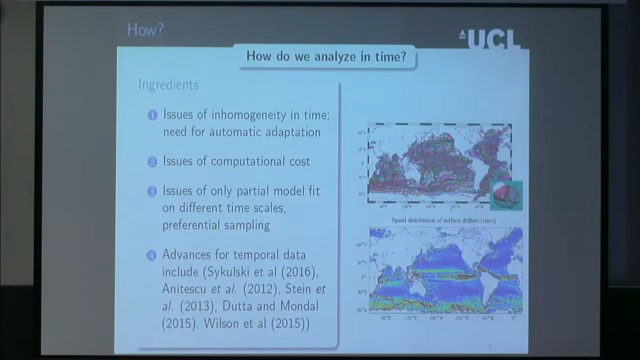 How?
UCL
How do we analyze in time?
Ingredients
1 Issues of inhomogeneity in time;
need for automatic adaptation
2 Issues of computational cost
3 Issues of only partial model fit
on different time scales;
preferential sampling
4 Advances for temporal data
include (Sykulski et al (2016),
Anitescu et al. (2012), Stein et
al. (2013), Dutta and Mondal
(2015), Wilson et al (2015))
Speed distribution of surface drifters (cm/s)